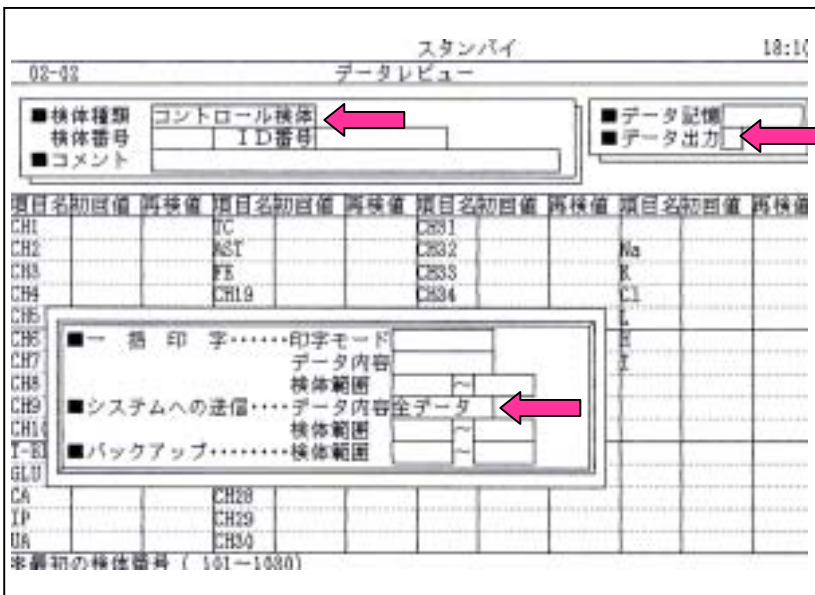 スタンバイ 18:10
02-02 データレビュー
■検体種類 コントロール検体
検体番号 ID番号
■コメント
■データ記憶
■データ出力
項目名 初回値 再検値 項目名 初回値 再検値 項目名 初回値 再検値 項目名 初回値 再検値
CH1 TC CH31
CH2 AST CH32 Na
CH3 FE CH33 K
CH4 CH19 CH34 Cl
CH5 L
CH6 H
CH7 I
CH8
CH9
CH10
■一括印字······印字モード
データ内容
検体範囲 ~
■システムへの送信····データ内容 全データ
検体範囲 ~
■バックアップ········検体範囲 ~
GLU
CA CH28
IP CH29
UA CH30
※最初の検体番号 ( 101~1030)